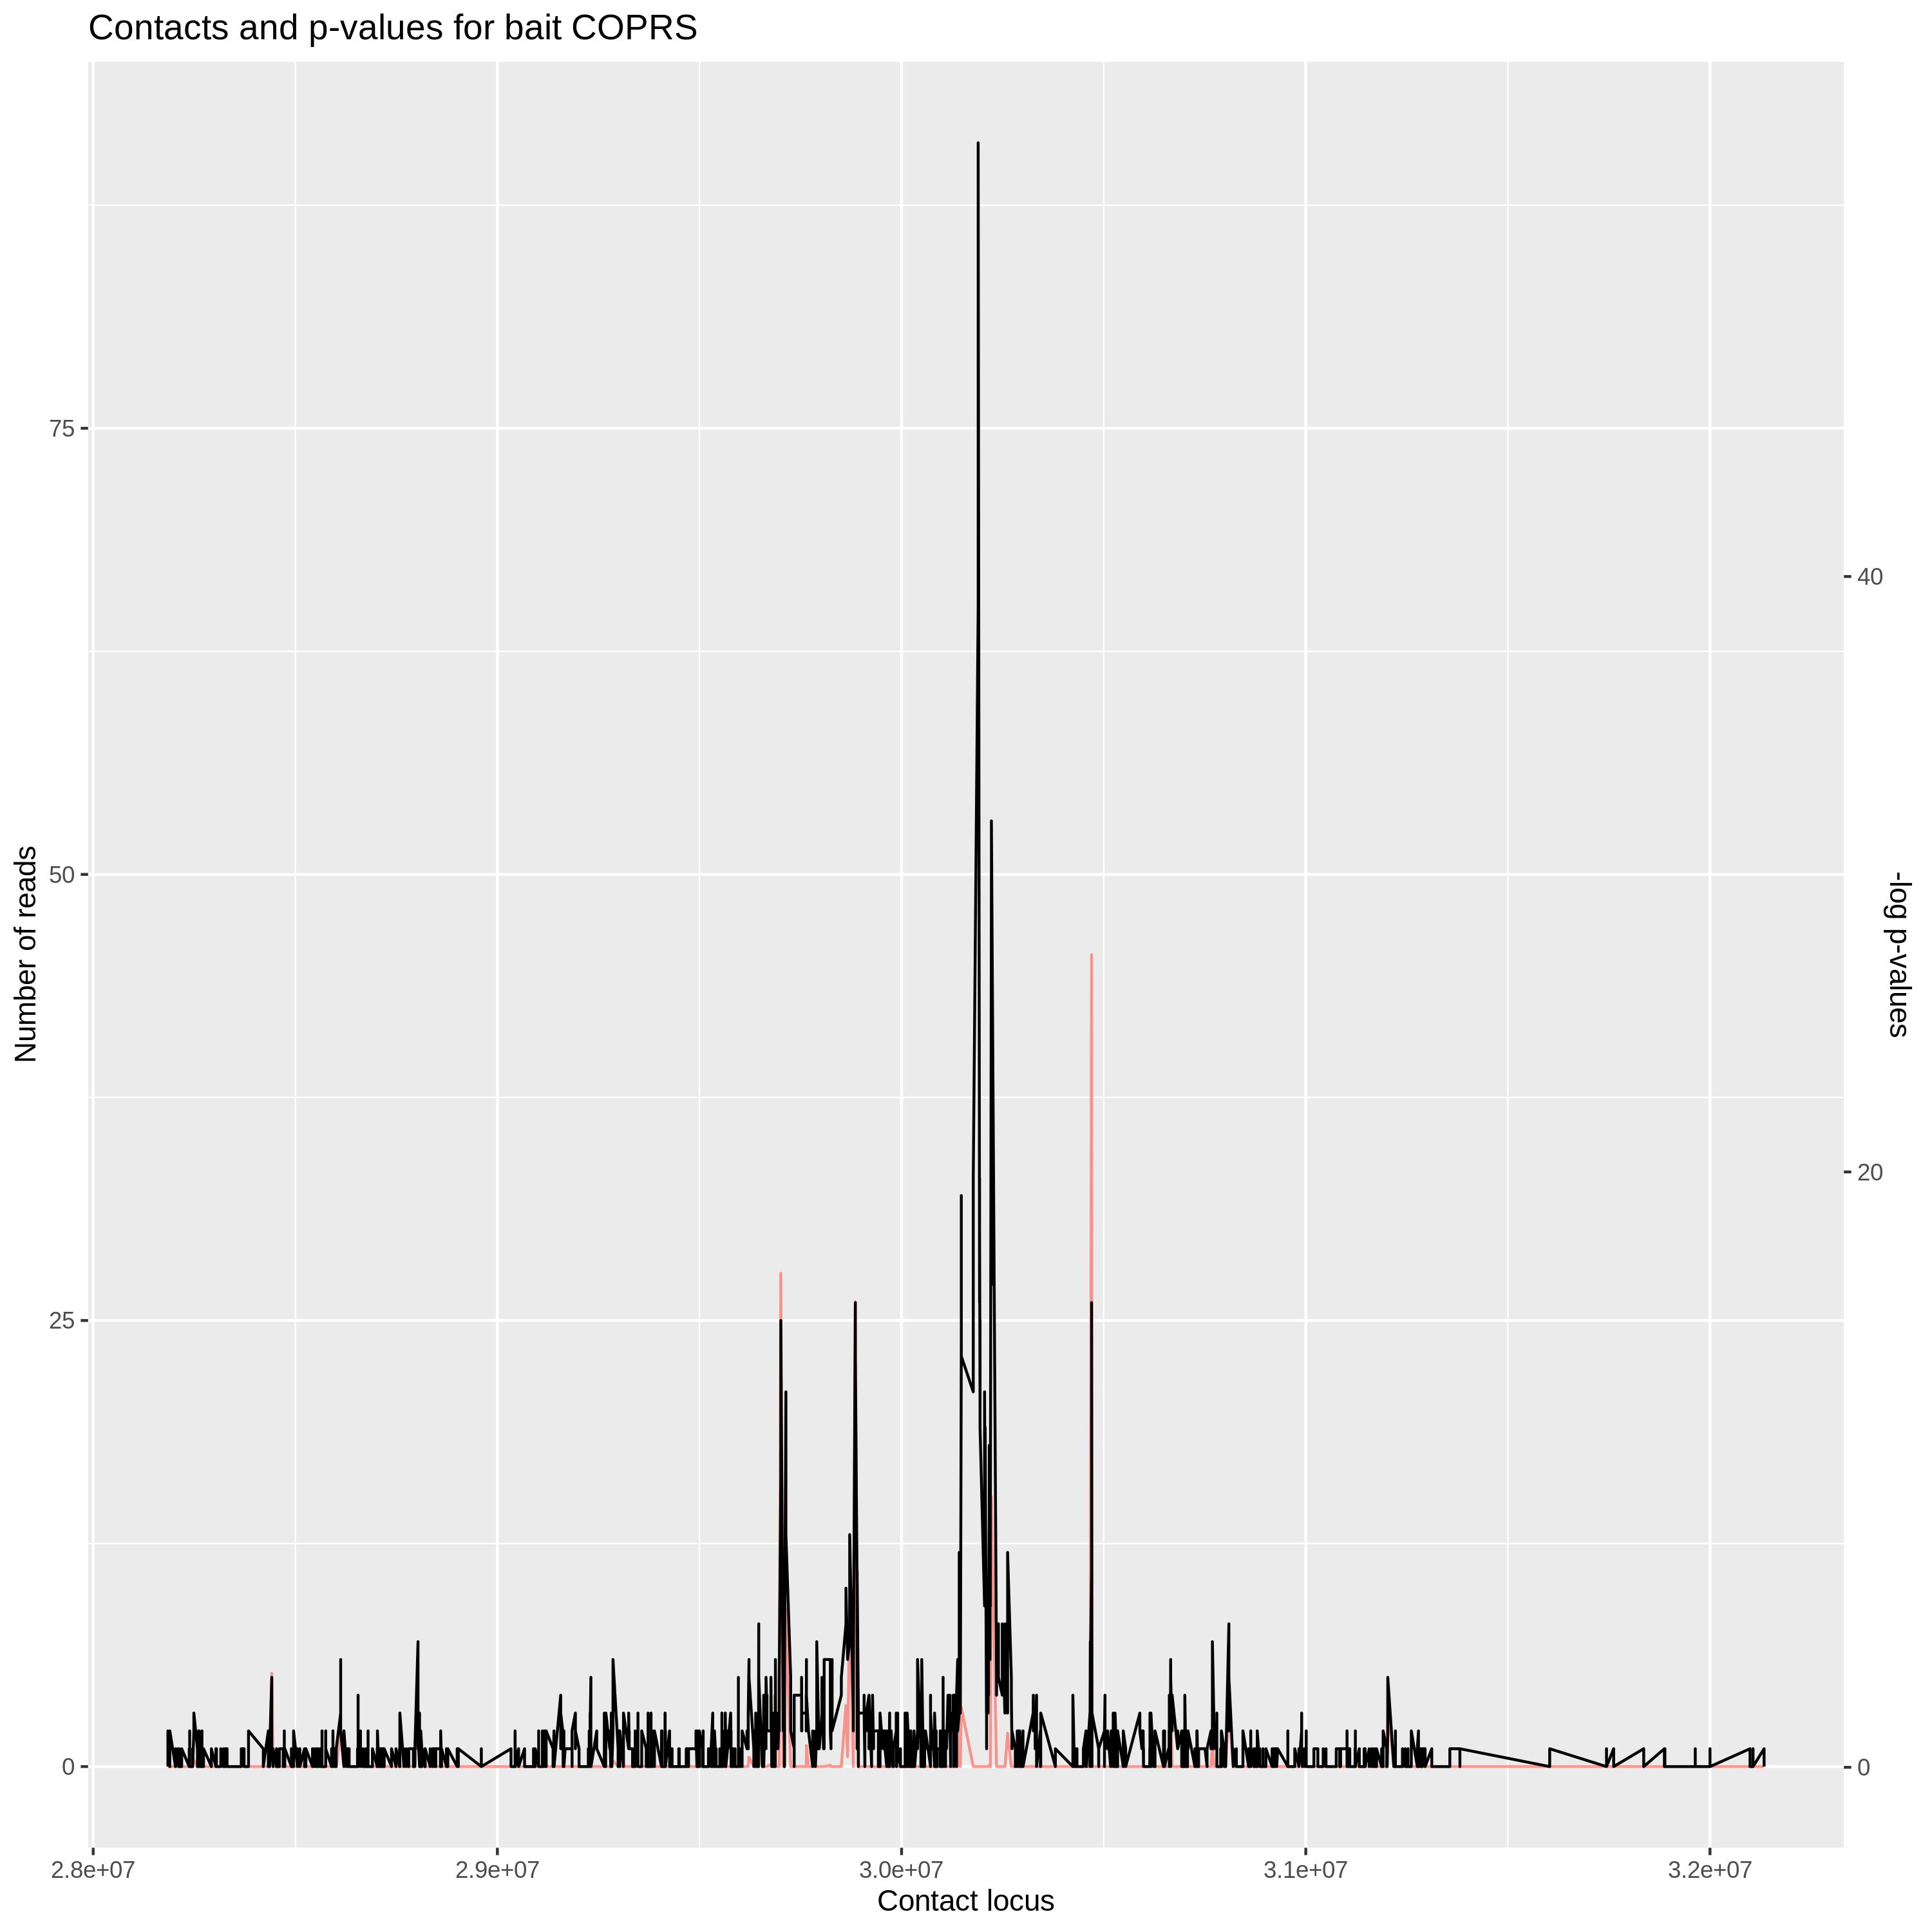 Contacts and p-values for bait COPRS
75
50
25
0
Number of reads
40
20
0
-log p-values
2.8e+07
2.9e+07
3.0e+07
3.1e+07
3.2e+07
Contact locus